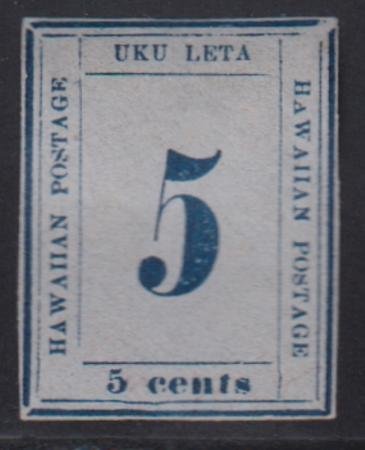 UKU LETA
HAWAIIAN POSTAGE
5
HAWAIIAN POSTAGE
5 cents